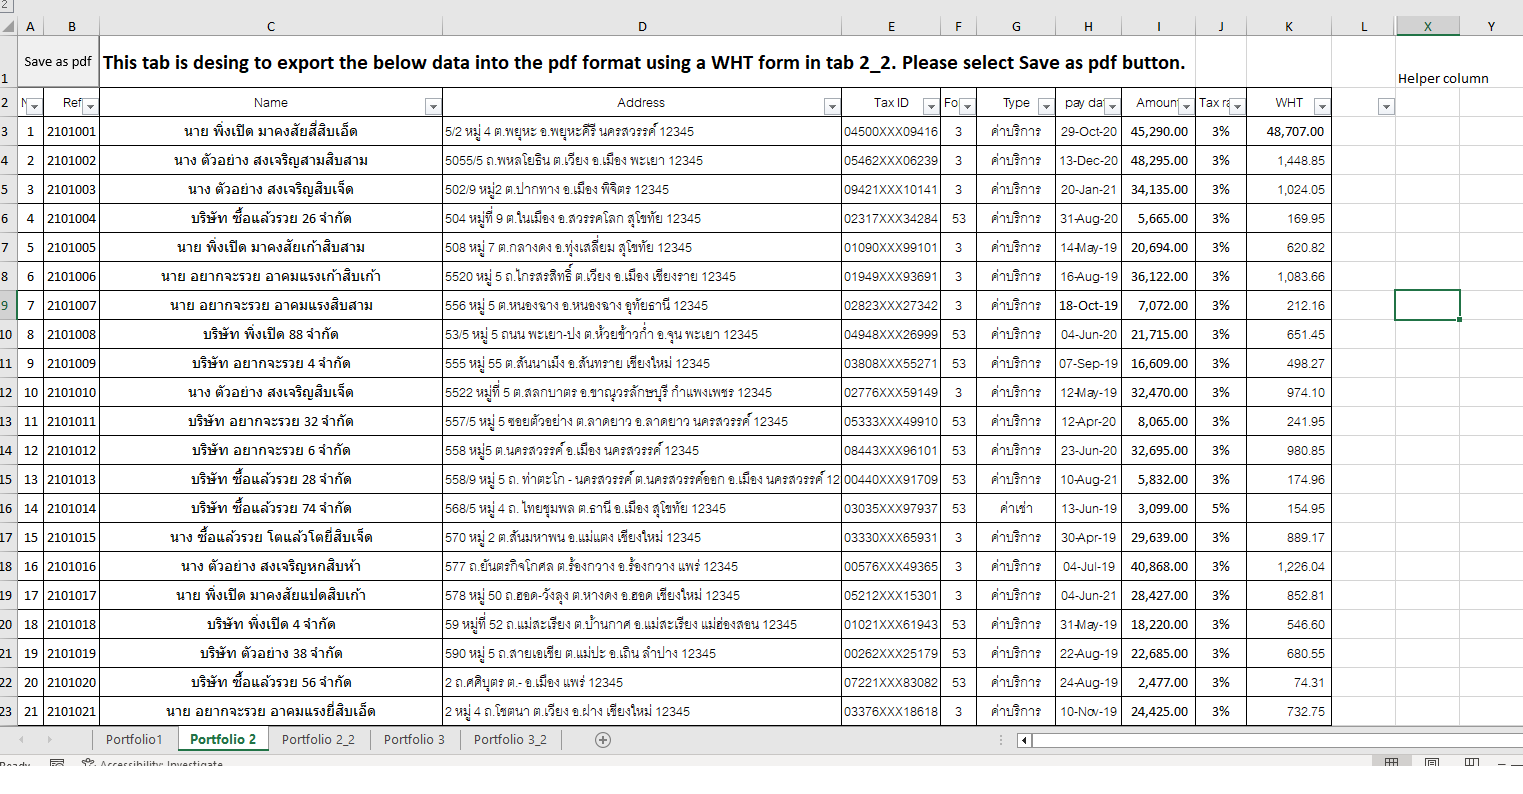 2
A B C D E F G H I J K L X Y
1 Save as pdf This tab is desing to export the below data into the pdf format using a WHT form in tab 2_2. Please select Save as pdf button. Helper column
2 Ref Name Address Tax ID Fo Type pay da Amoun Tax ra WHT
3 1 2101001 นาย พึ่งเปิด มาคงสัยสี่สิบเอ็ด 5/2 หมู่ 4 ต.พยุหะ อ.พยุหะคีรี นครสวรรค์ 12345 04500XXX09416 3 ค่าบริการ 29-Oct-20 45,290.00 3% 48,707.00
4 2 2101002 นาง ตัวอย่าง สงเจริญสามสิบสาม 5055/5 ถ.พหลโยธิน ต.เวียง อ.เมือง พะเยา 12345 05462XXX06239 3 ค่าบริการ 13-Dec-20 48,295.00 3% 1,448.85
5 3 2101003 นาง ตัวอย่าง สงเจริญสิบเจ็ด 502/9 หมู่2 ต.ปากทาง อ.เมือง พิจิตร 12345 09421XXX10141 3 ค่าบริการ 20-Jan-21 34,135.00 3% 1,024.05
6 4 2101004 บริษัท ซื้อแล้วรวย 26 จำกัด 504 หมู่ที่ 9 ต.ในเมือง อ.สวรรคโลก สุโขทัย 12345 02317XXX34284 53 ค่าบริการ 31-Aug-20 5,665.00 3% 169.95
7 5 2101005 นาย พึ่งเปิด มาคงสัยเก้าสิบสาม 508 หมู่ 7 ต.กลางดง อ.ทุ่งเสลี่ยม สุโขทัย 12345 01090XXX99101 3 ค่าบริการ 14-May-19 20,694.00 3% 620.82
8 6 2101006 นาย อยากจะรวย อาคมแรงเก้าสิบเก้า 5520 หมู่ 5 ถ.ไกรสรสิทธิ์ ต.เวียง อ.เมือง เชียงราย 12345 01949XXX93691 3 ค่าบริการ 16-Aug-19 36,122.00 3% 1,083.66
9 7 2101007 นาย อยากจะรวย อาคมแรงสิบสาม 556 หมู่ 5 ต.หนองฉาง อ.หนองฉาง อุทัยธานี 12345 02823XXX27342 3 ค่าบริการ 18-Oct-19 7,072.00 3% 212.16
10 8 2101008 บริษัท พึ่งเปิด 88 จำกัด 53/5 หมู่ 5 ถนน พะเยา-ปง ต.ห้วยข้าวก่ำ อ.จุน พะเยา 12345 04948XXX26999 53 ค่าบริการ 04-Jun-20 21,715.00 3% 651.45
11 9 2101009 บริษัท อยากจะรวย 4 จำกัด 555 หมู่ 55 ต.สันนาเม็ง อ.สันทราย เชียงใหม่ 12345 03808XXX55271 53 ค่าบริการ 07-Sep-19 16,609.00 3% 498.27
12 10 2101010 นาง ตัวอย่าง สงเจริญสิบเจ็ด 5522 หมู่ที่ 5 ต.สลกบาตร อ.ขาณุวรลักษบุรี กำแพงเพชร 12345 02776XXX59149 3 ค่าบริการ 12-May-19 32,470.00 3% 974.10
13 11 2101011 บริษัท อยากจะรวย 32 จำกัด 557/5 หมู่ 5 ซอยตัวอย่าง ต.ลาดยาว อ.ลาดยาว นครสวรรค์ 12345 05333XXX49910 53 ค่าบริการ 12-Apr-20 8,065.00 3% 241.95
14 12 2101012 บริษัท อยากจะรวย 6 จำกัด 558 หมู่5 ต.นครสวรรค์ อ.เมือง นครสวรรค์ 12345 08443XXX96101 53 ค่าบริการ 23-Jun-20 32,695.00 3% 980.85
15 13 2101013 บริษัท ซื้อแล้วรวย 28 จำกัด 558/9 หมู่ 5 ถ. ท่าตะโก - นครสวรรค์ ต.นครสวรรค์ออก อ.เมือง นครสวรรค์ 12 00440XXX91709 53 ค่าบริการ 10-Aug-21 5,832.00 3% 174.96
16 14 2101014 บริษัท ซื้อแล้วรวย 74 จำกัด 568/5 หมู่ 4 ถ. ไทยชุมพล ต.ธานี อ.เมือง สุโขทัย 12345 03035XXX97937 53 ค่าเช่า 13-Jun-19 3,099.00 5% 154.95
17 15 2101015 นาง ซื้อแล้วรวย โตแล้วโตยี่สิบเจ็ด 570 หมู่ 2 ต.สันมหาพน อ.แม่แตง เชียงใหม่ 12345 03330XXX65931 3 ค่าบริการ 30-Apr-19 29,639.00 3% 889.17
18 16 2101016 นาง ตัวอย่าง สงเจริญหกสิบห้า 577 ถ.ยันตรกิจโกศล ต.ร้องกวาง อ.ร้องกวาง แพร่ 12345 00576XXX49365 3 ค่าบริการ 04-Jul-19 40,868.00 3% 1,226.04
19 17 2101017 นาย พึ่งเปิด มาคงสัยแปดสิบเก้า 578 หมู่ 50 ถ.ฮอด-วังลุง ต.หางดง อ.ฮอด เชียงใหม่ 12345 05212XXX15301 3 ค่าบริการ 04-Jun-21 28,427.00 3% 852.81
20 18 2101018 บริษัท พึ่งเปิด 4 จำกัด 59 หมู่ที่ 52 ถ.แม่สะเรียง ต.บ้านกาศ อ.แม่สะเรียง แม่ฮ่องสอน 12345 01021XXX61943 53 ค่าบริการ 31-May-19 18,220.00 3% 546.60
21 19 2101019 บริษัท ตัวอย่าง 38 จำกัด 590 หมู่ 5 ถ.สายเอเชีย ต.แม่ปะ อ.เถิน ลำปาง 12345 00262XXX25179 53 ค่าบริการ 22-Aug-19 22,685.00 3% 680.55
22 20 2101020 บริษัท ซื้อแล้วรวย 56 จำกัด 2 ถ.ศศิบุตร ต.- อ.เมือง แพร่ 12345 07221XXX83082 53 ค่าบริการ 24-Aug-19 2,477.00 3% 74.31
23 21 2101021 นาย อยากจะรวย อาคมแรงยี่สิบเอ็ด 2 หมู่ 4 ถ.โชตนา ต.เวียง อ.ฝาง เชียงใหม่ 12345 03376XXX18618 3 ค่าบริการ 10-Nov-19 24,425.00 3% 732.75
Portfolio1 Portfolio 2 Portfolio 2_2 Portfolio 3 Portfolio 3_2
Ready Accessibility: Investigate